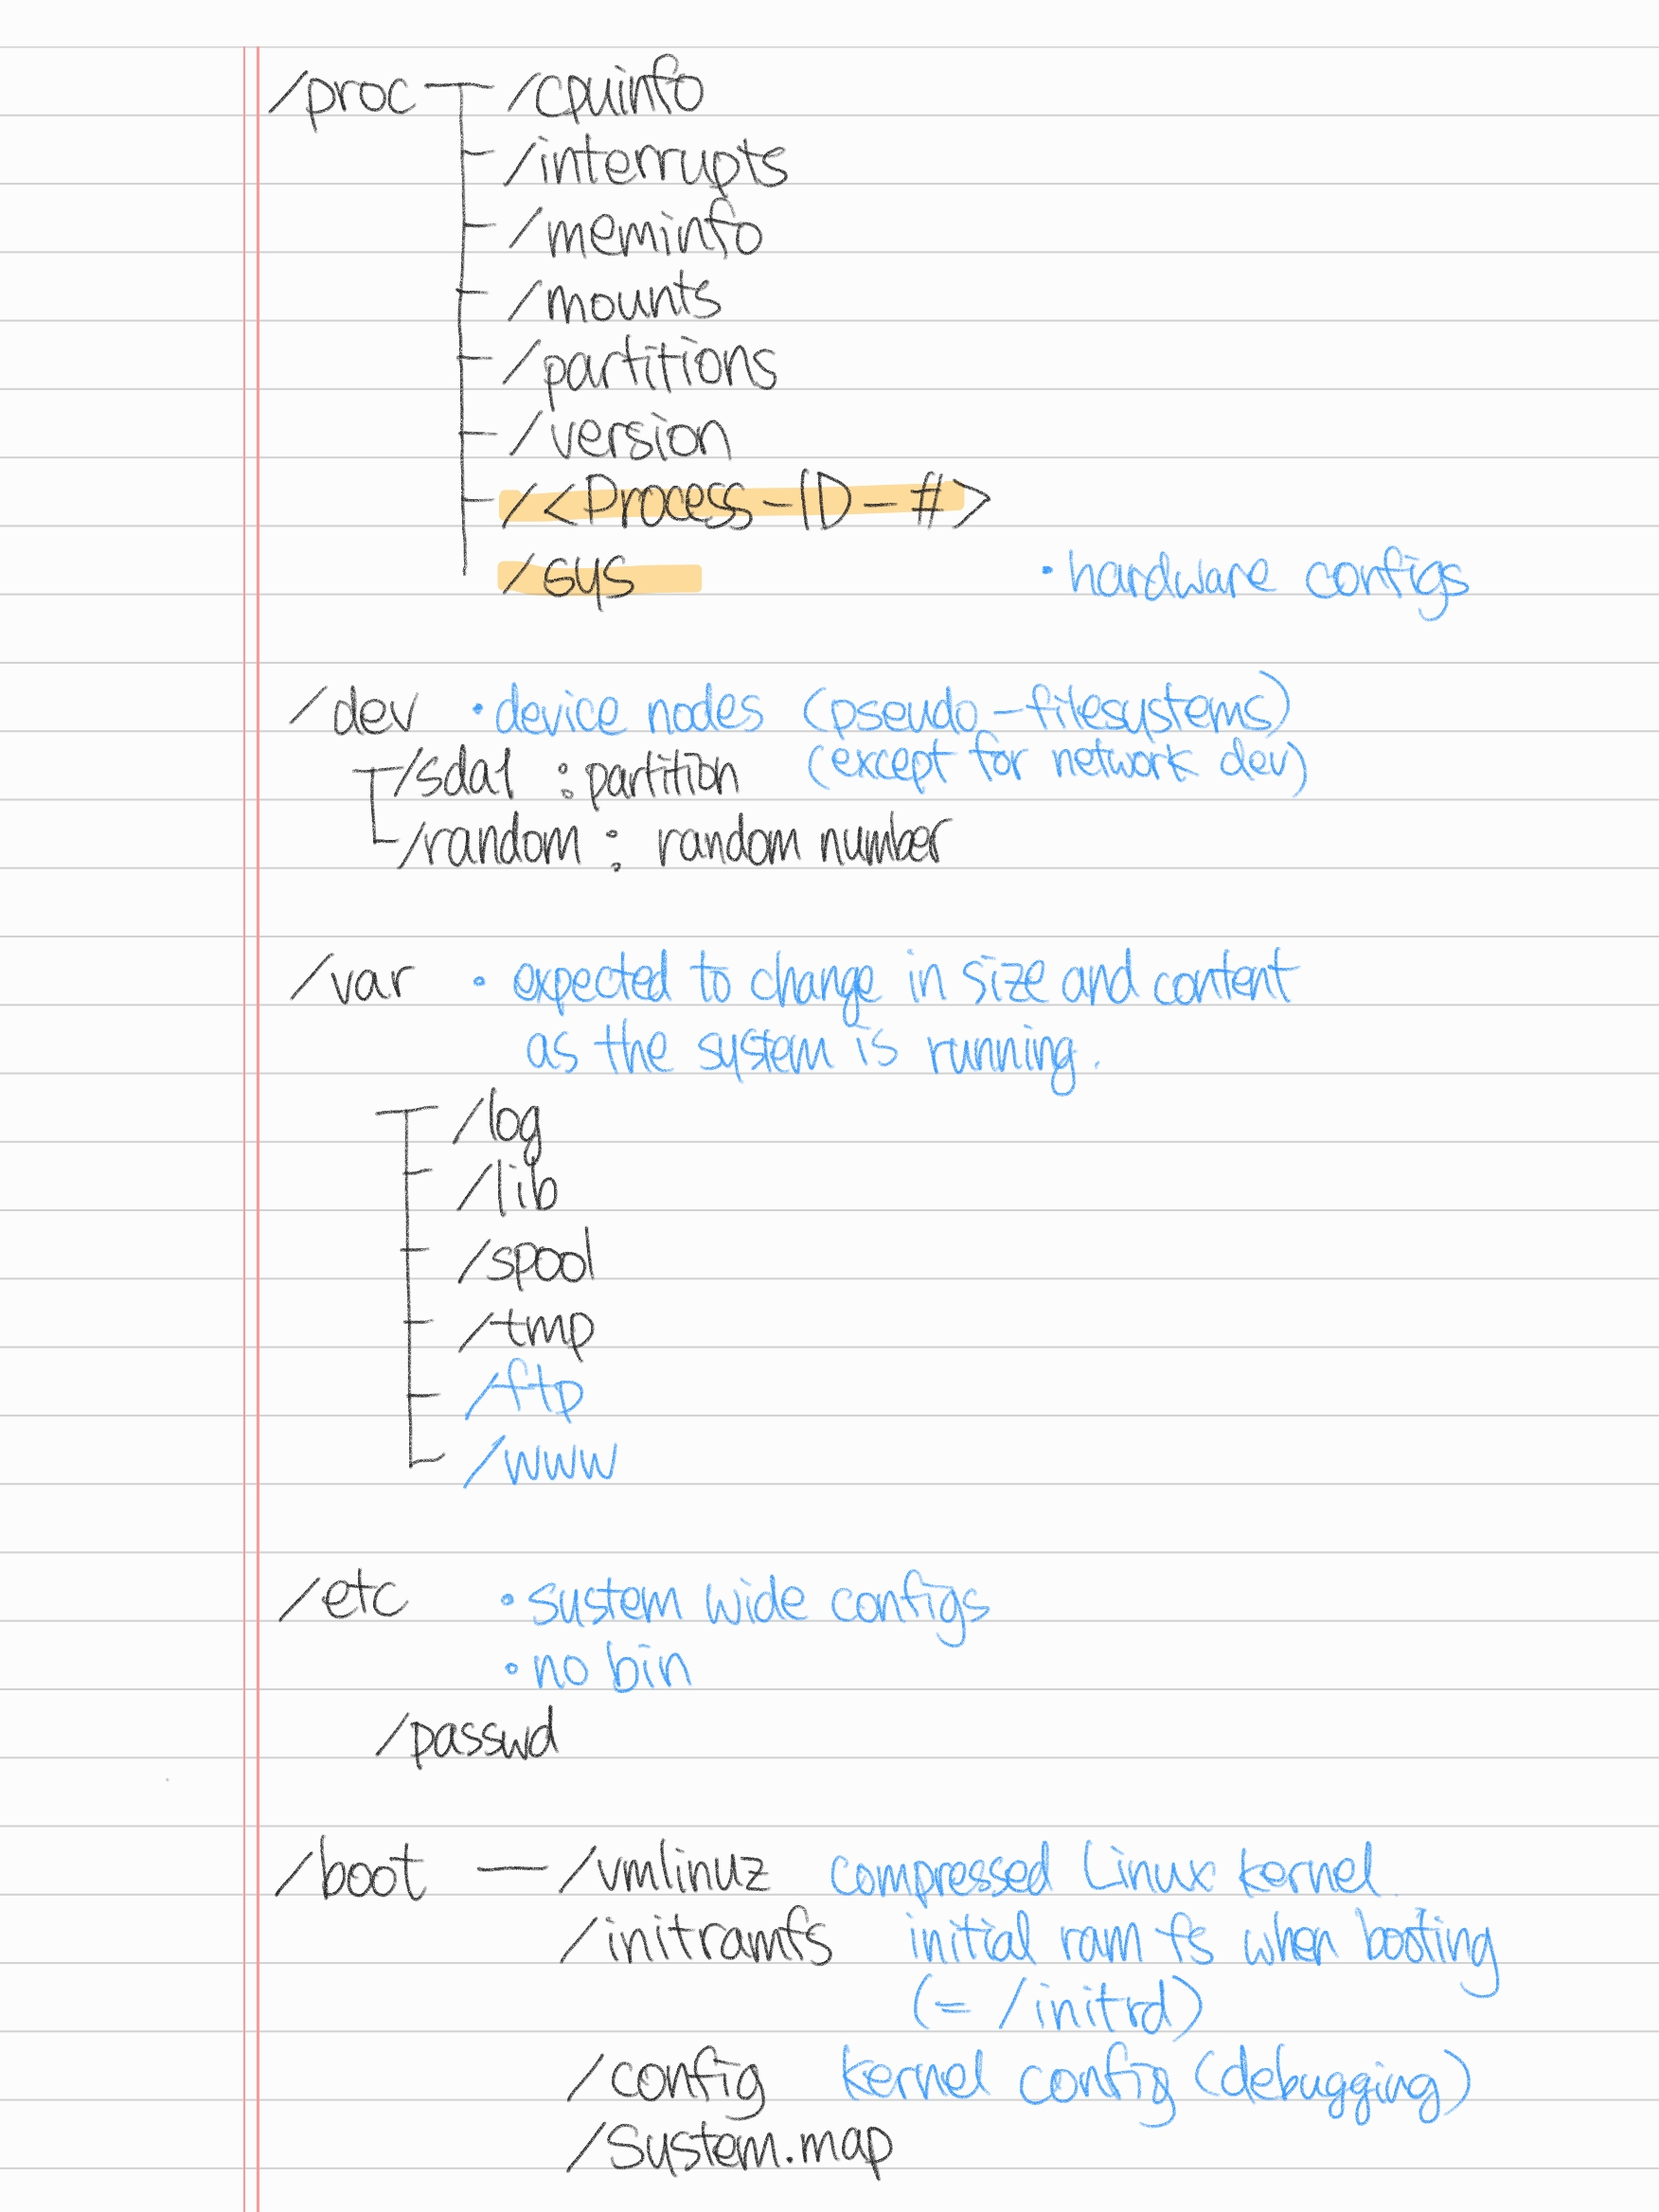 /proc /cpuinfo
/interrupts
/meminfo
/mounts
/partitions
/version
/<Process-ID-#>
/sys • hardware configs
/dev • device nodes (pseudo-filesystems)
/sda1 : partition (except for network dev)
/random : random number
/var • expected to change in size and content
as the system is running.
/log
/lib
/spool
/tmp
/ftp
/www
/etc • system wide configs
• no bin
/passwd
/boot — /vmlinuz compressed Linux kernel.
/initramfs initial ram fs when booting
(= /initrd)
/config kernel config (debugging)
/System.map